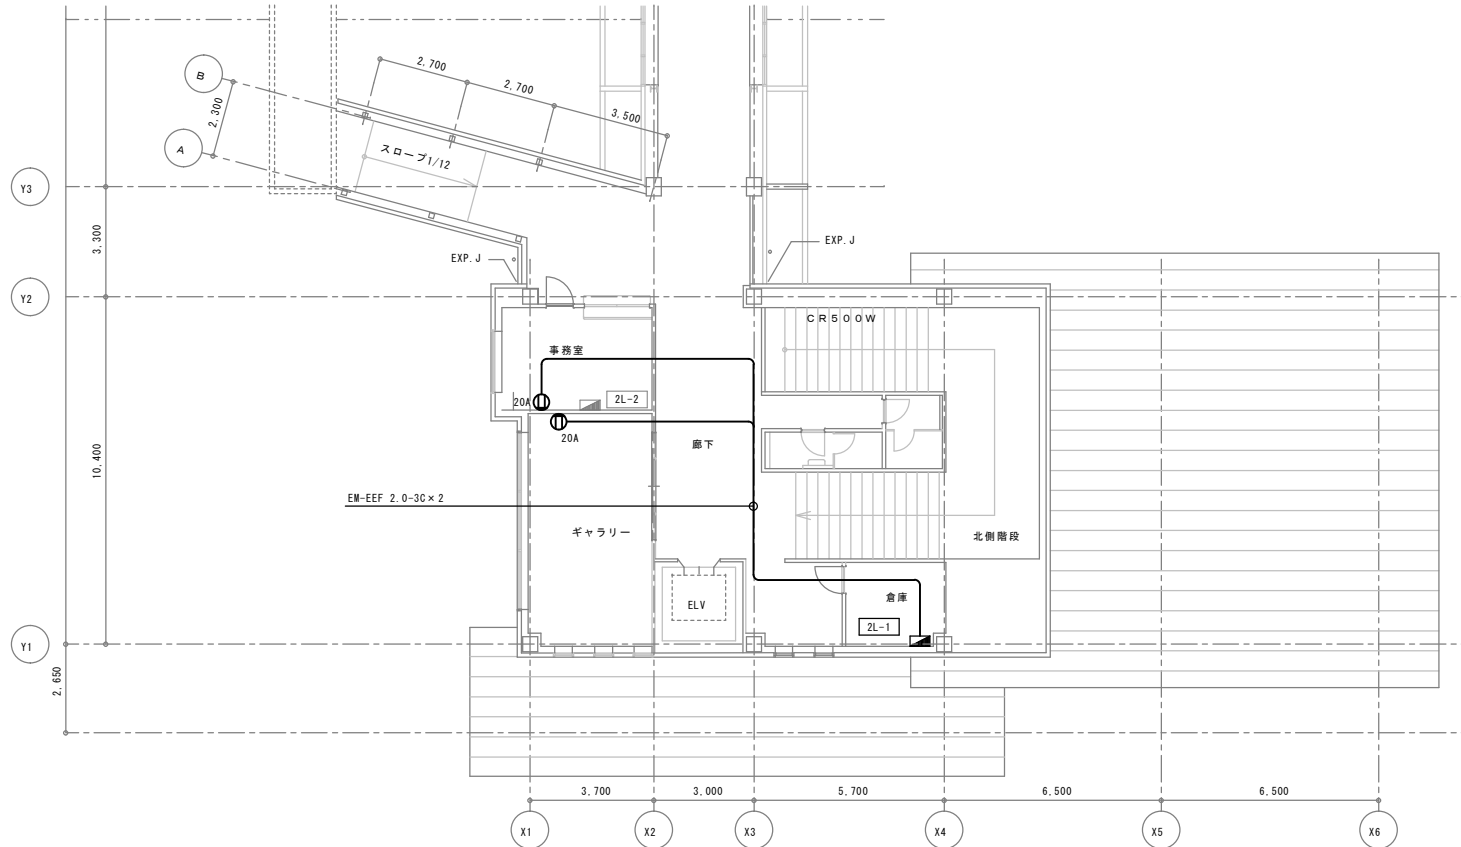 2,700
2,700
3,500
B
2,300
A
スロープ1/12
Y3
3,300
EXP.J
EXP.J
Y2
CR500W
事務室
20A
2L-2
20A
廊下
10,400
EM-EEF 2.0-3C×2
ギャラリー
北側階段
ELV
倉庫
2L-1
Y1
2,650
3,700
3,000
5,700
6,500
6,500
X1
X2
X3
X4
X5
X6